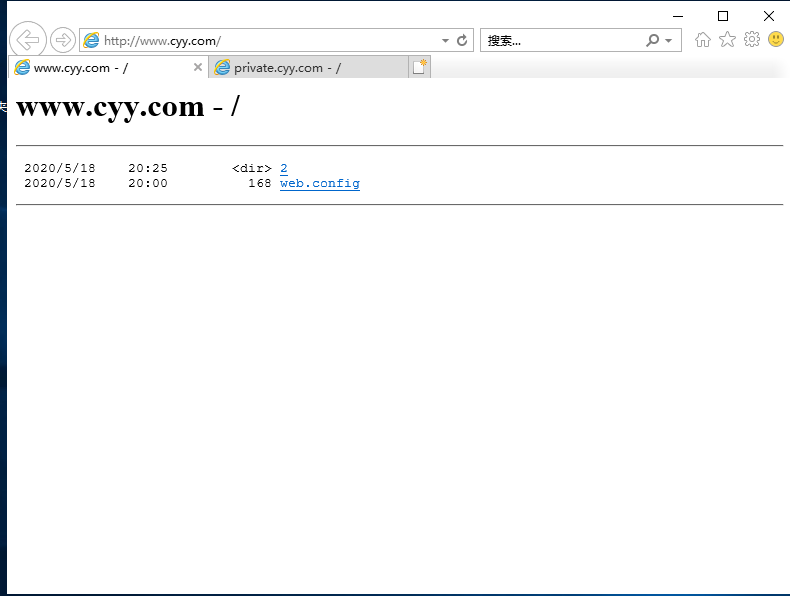 http://www.cyy.com/
搜索...
www.cyy.com - /
private.cyy.com - /
www.cyy.com - /
2020/5/18 20:25 <dir> 2
2020/5/18 20:00 168 web.config